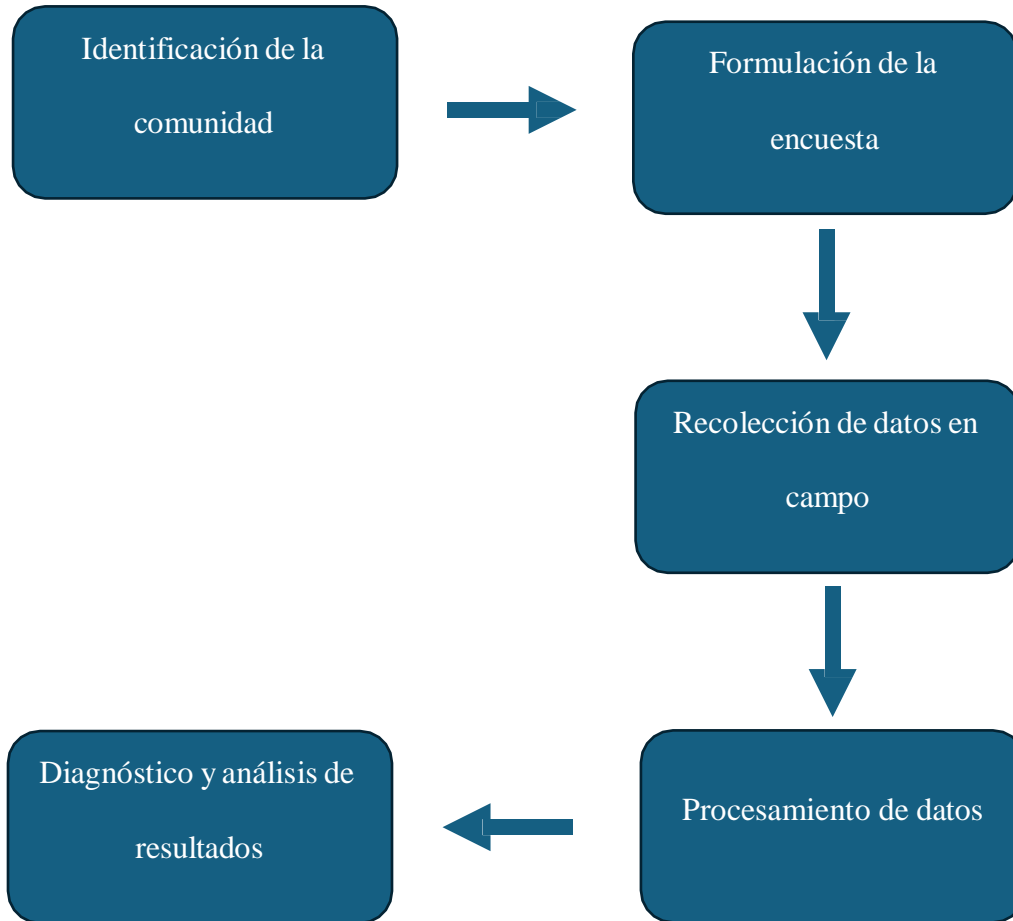 Identificación de la
comunidad
Formulación de la
encuesta
Recolección de datos en
campo
Procesamiento de datos
Diagnóstico y análisis de
resultados